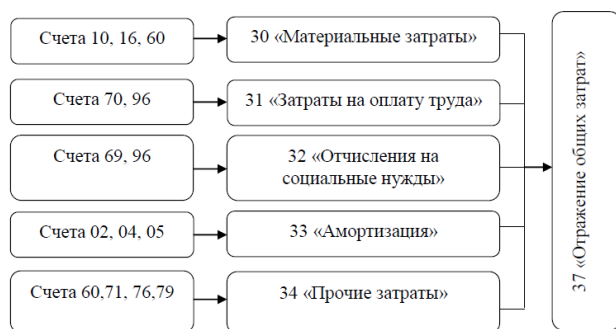 Счета 10, 16, 60
30 «Материальные затраты»
Счета 70, 96
31 «Затраты на оплату труда»
Счета 69, 96
32 «Отчисления на
социальные нужды»
Счета 02, 04, 05
33 «Амортизация»
Счета 60,71, 76,79
34 «Прочие затраты»
37 «Отражение общих затрат»